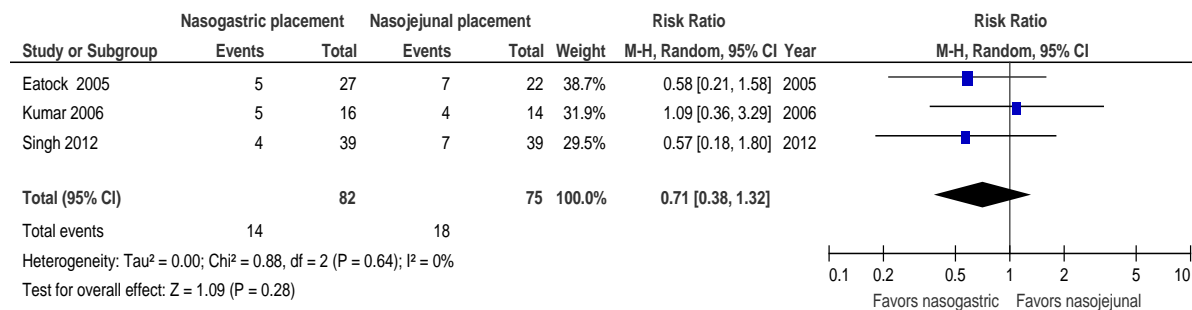 Nasogastric placement Nasojejunal placement Risk Ratio Risk Ratio
Study or Subgroup Events Total Events Total Weight M-H, Random, 95% CI Year M-H, Random, 95% CI
Eatock 2005 5 27 7 22 38.7% 0.58 [0.21, 1.58] 2005
Kumar 2006 5 16 4 14 31.9% 1.09 [0.36, 3.29] 2006
Singh 2012 4 39 7 39 29.5% 0.57 [0.18, 1.80] 2012
Total (95% CI) 82 75 100.0% 0.71 [0.38, 1.32]
Total events 14 18
Heterogeneity: Tau² = 0.00; Chi² = 0.88, df = 2 (P = 0.64); I² = 0%
Test for overall effect: Z = 1.09 (P = 0.28)
0.1 0.2 0.5 1 2 5 10
Favors nasogastric Favors nasojejunal